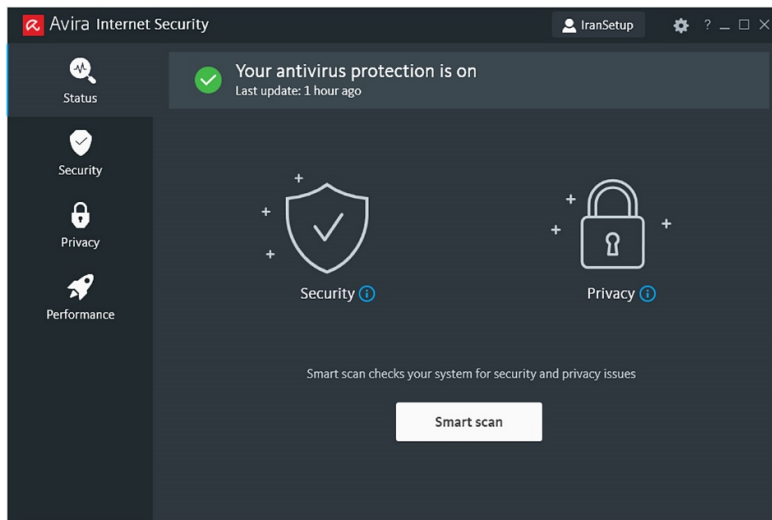 Avira Internet Security
IranSetup
?
Status
Your antivirus protection is on
Last update: 1 hour ago
Security
Privacy
Performance
Security
Privacy
Smart scan checks your system for security and privacy issues
Smart scan